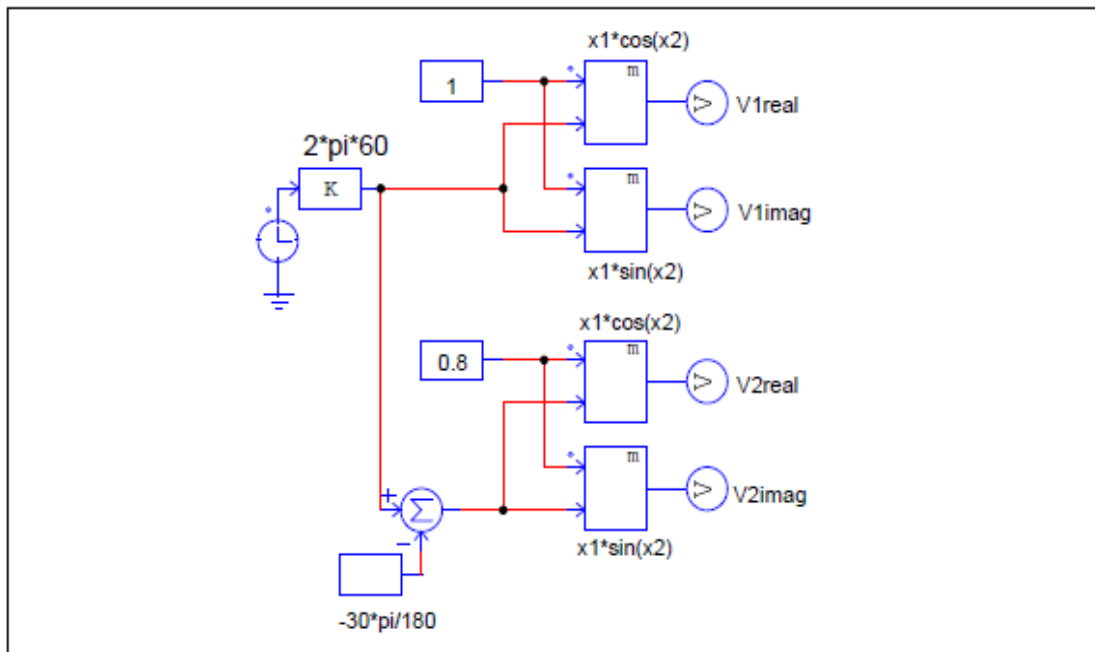 x1*cos(x2)
m
1
V
V1real
2*pi*60
K
m
V
V1imag
x1*sin(x2)
x1*cos(x2)
m
0.8
V
V2real
m
V
V2imag
+
Σ
−
x1*sin(x2)
-30*pi/180